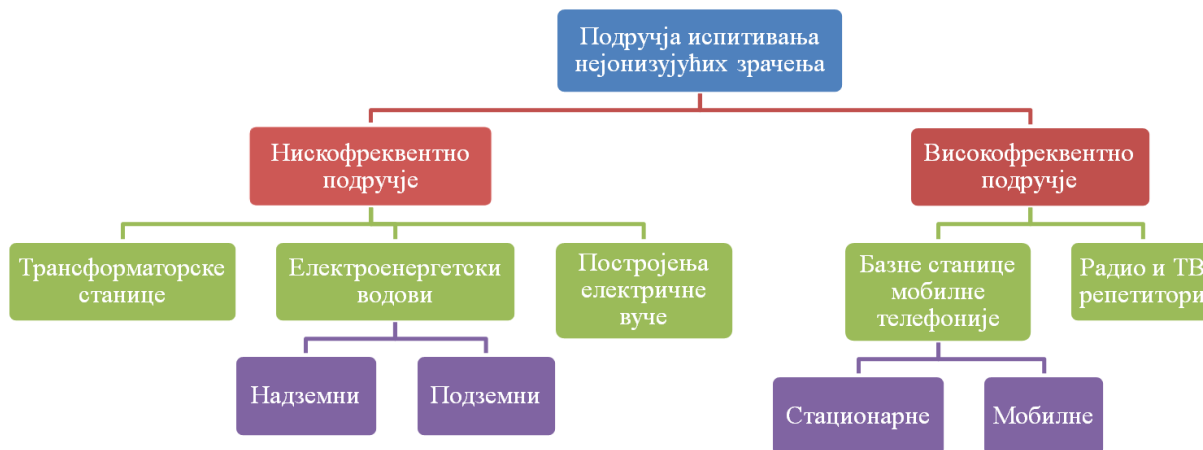 Подручја испитивања
нејонизујућих зрачења
Нискофреквентно
подручје
Високофреквентно
подручје
Трансформаторске
станице
Електроенергетски
водови
Постројења
електричне
вуче
Базне станице
мобилне
телефоније
Радио и ТВ
репетитори
Надземни
Подземни
Стационарне
Мобилне